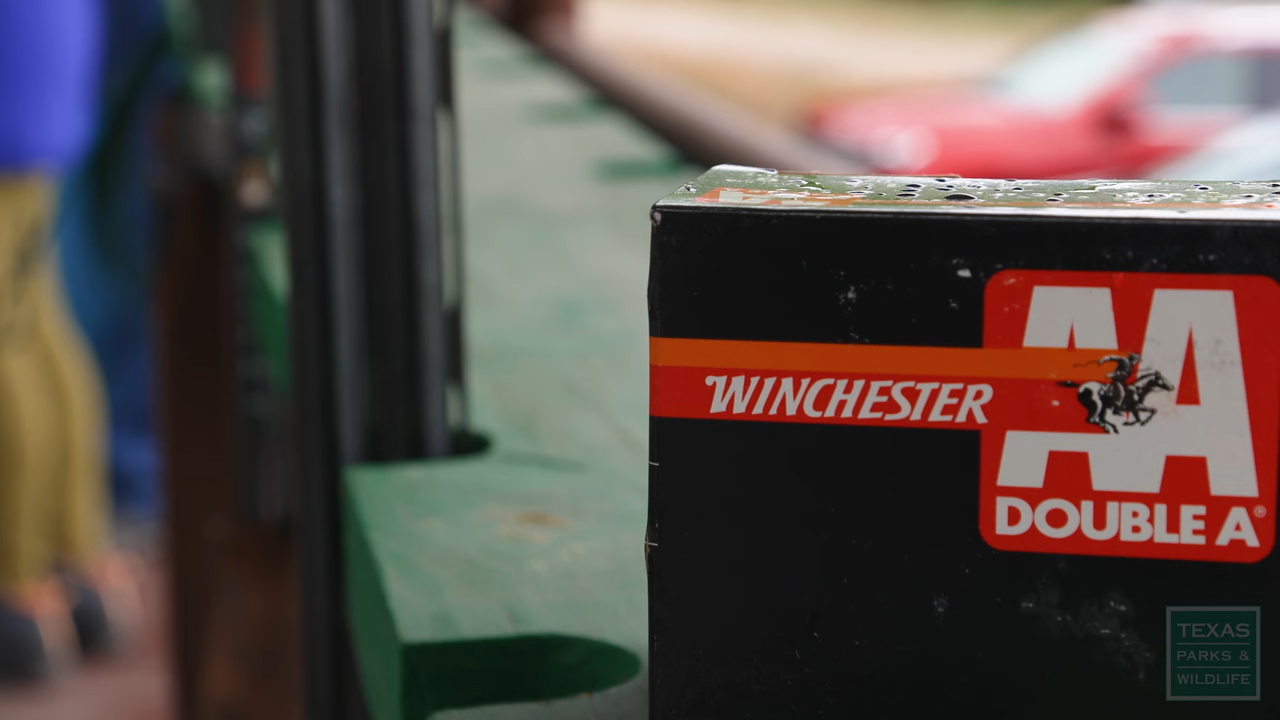 WINCHESTER
AA
DOUBLE A®
TEXAS
PARKS &
WILDLIFE